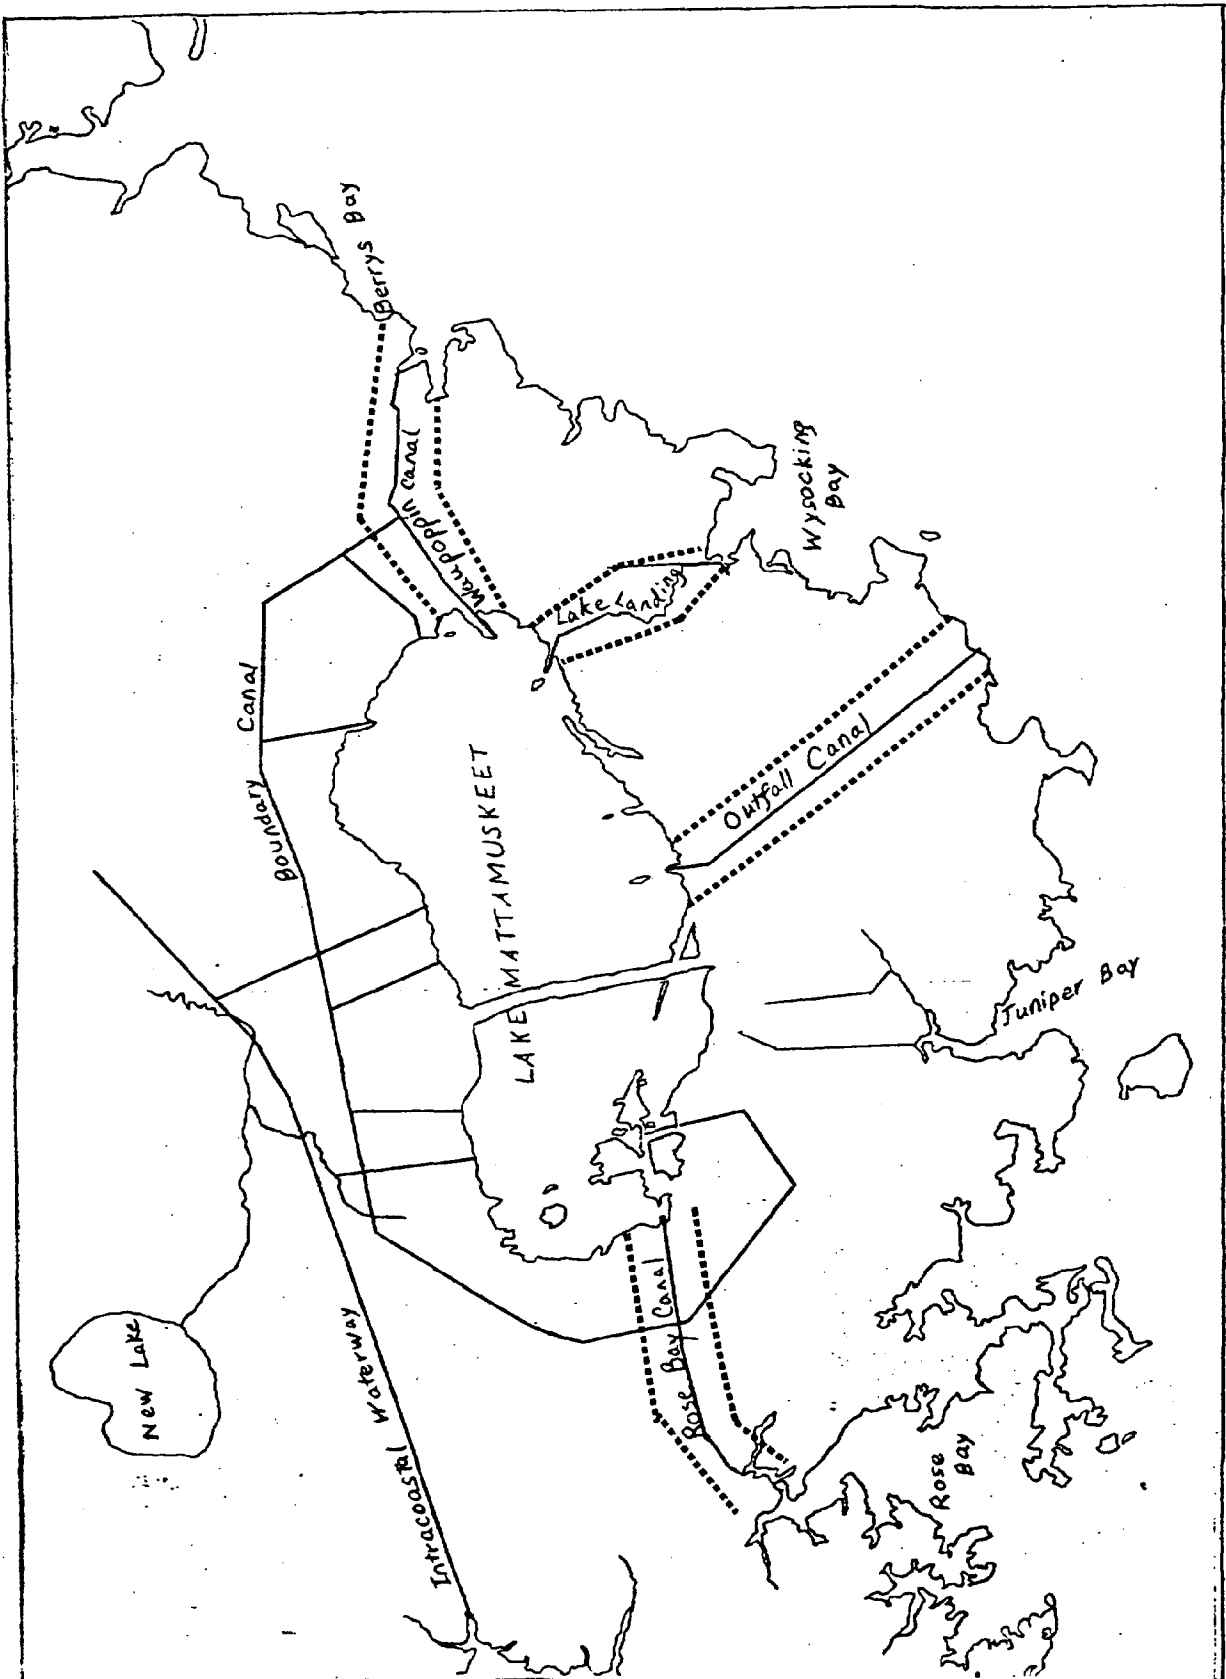 Berrys Bay
Waupoppin Canal
Wysocking
Bay
Lake Landing
Canal
Boundary
Outfall Canal
LAKE MATTAMUSKEET
Juniper Bay
New Lake
Intracoastal Waterway
Rose Bay Canal
Rose
Bay